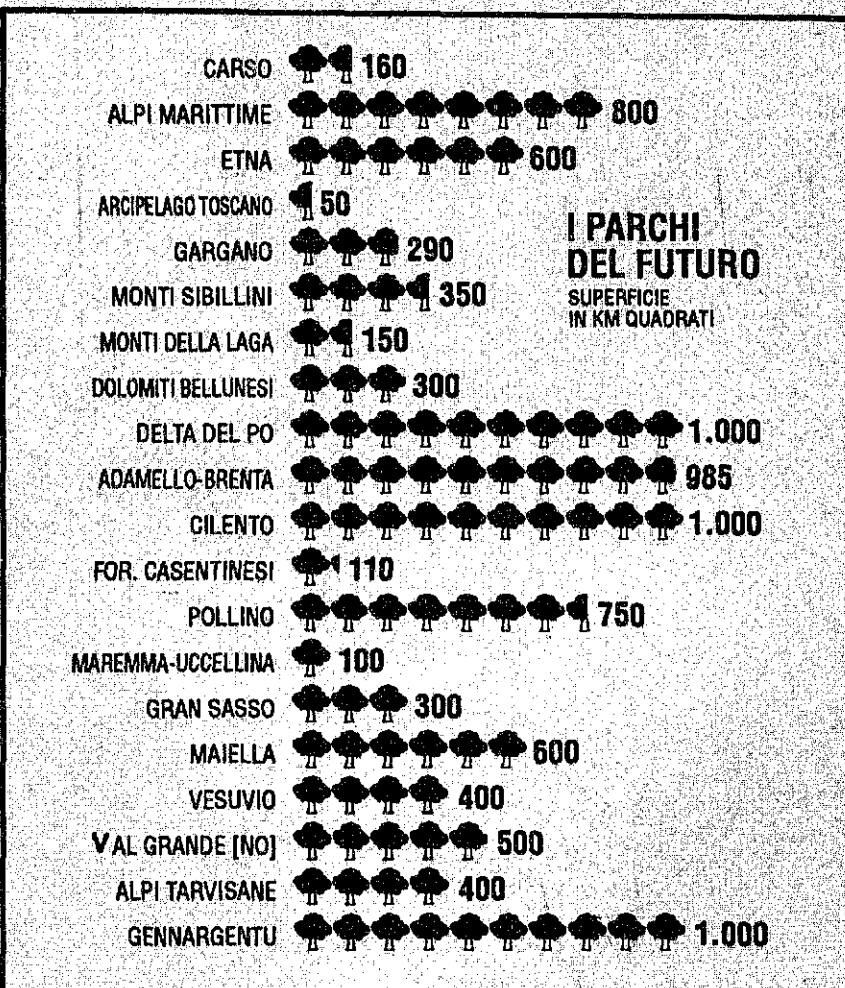 CARSO 160
ALPI MARITTIME 800
ETNA 600
ARCIPELAGO TOSCANO 50
GARGANO 290
MONTI SIBILLINI 350
MONTI DELLA LAGA 150
DOLOMITI BELLUNESI 300
DELTA DEL PO 1.000
ADAMELLO-BRENTA 985
CILENTO 1.000
FOR. CASENTINESI 110
POLLINO 750
MAREMMA-UCCELLINA 100
GRAN SASSO 300
MAIELLA 600
VESUVIO 400
VAL GRANDE [NO] 500
ALPI TARVISANE 400
GENNARGENTU 1.000
I PARCHI
DEL FUTURO
SUPERFICIE
IN KM QUADRATI